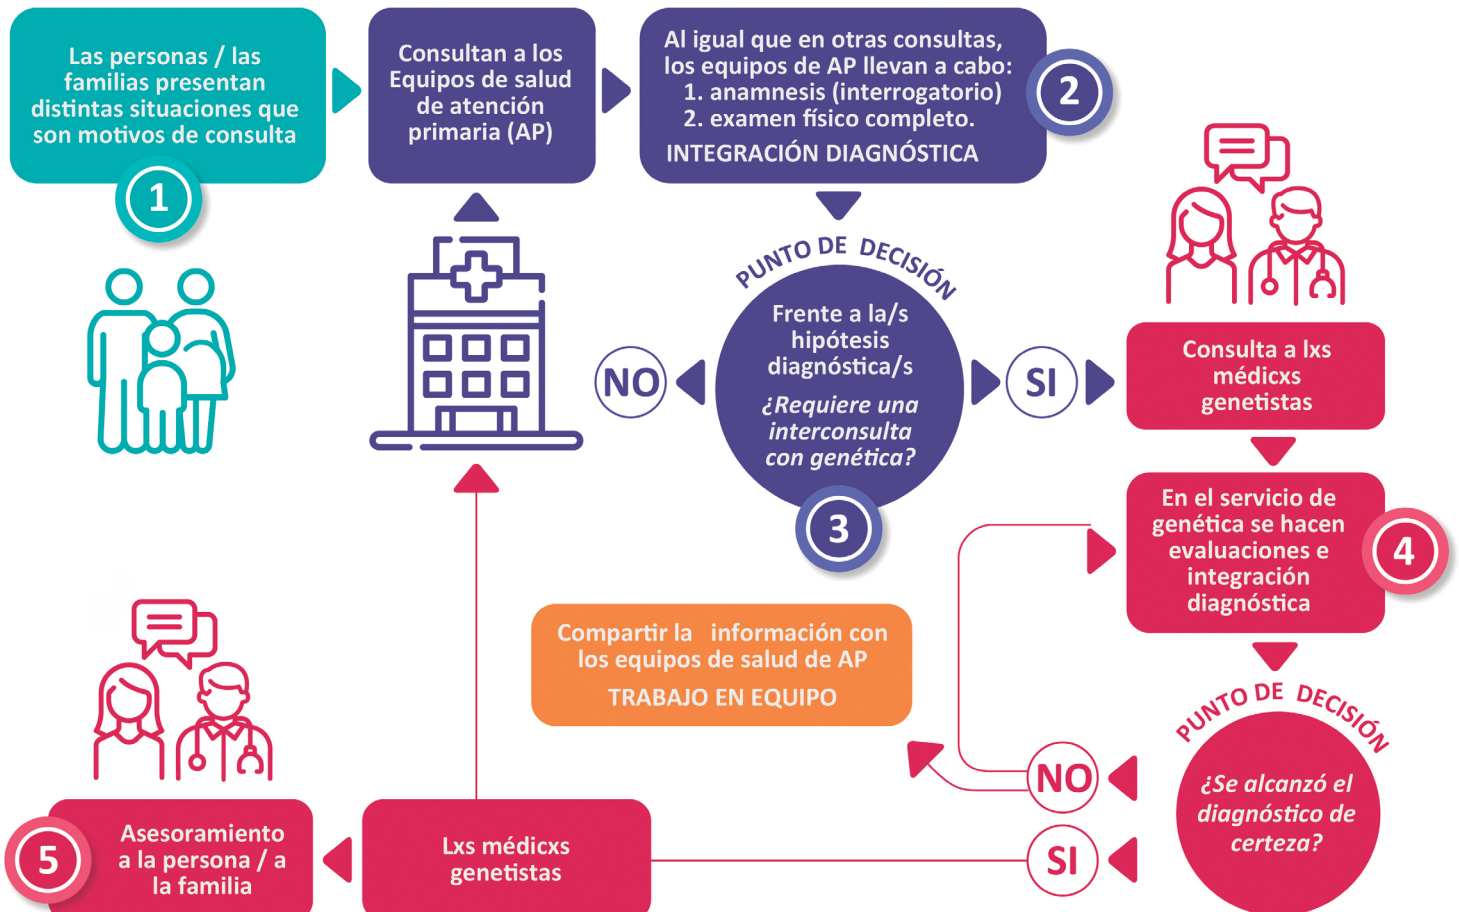 Las personas / las
familias presentan
distintas situaciones que
son motivos de consulta
1
Consultan a los
Equipos de salud
de atención
primaria (AP)
Al igual que en otras consultas,
los equipos de AP llevan a cabo:
1. anamnesis (interrogatorio)
2. examen físico completo.
INTEGRACIÓN DIAGNÓSTICA
2
PUNTO DE DECISIÓN
Frente a la/s
hipótesis
diagnóstica/s
¿Requiere una
interconsulta
con genética?
3
NO
SI
Consulta a lxs
médicxs
genetistas
En el servicio de
genética se hacen
evaluaciones e
integración
diagnóstica
4
PUNTO DE DECISIÓN
¿Se alcanzó el
diagnóstico de
certeza?
NO
SI
Compartir la información con
los equipos de salud de AP
TRABAJO EN EQUIPO
Lxs médicxs
genetistas
Asesoramiento
a la persona / a
la familia
5